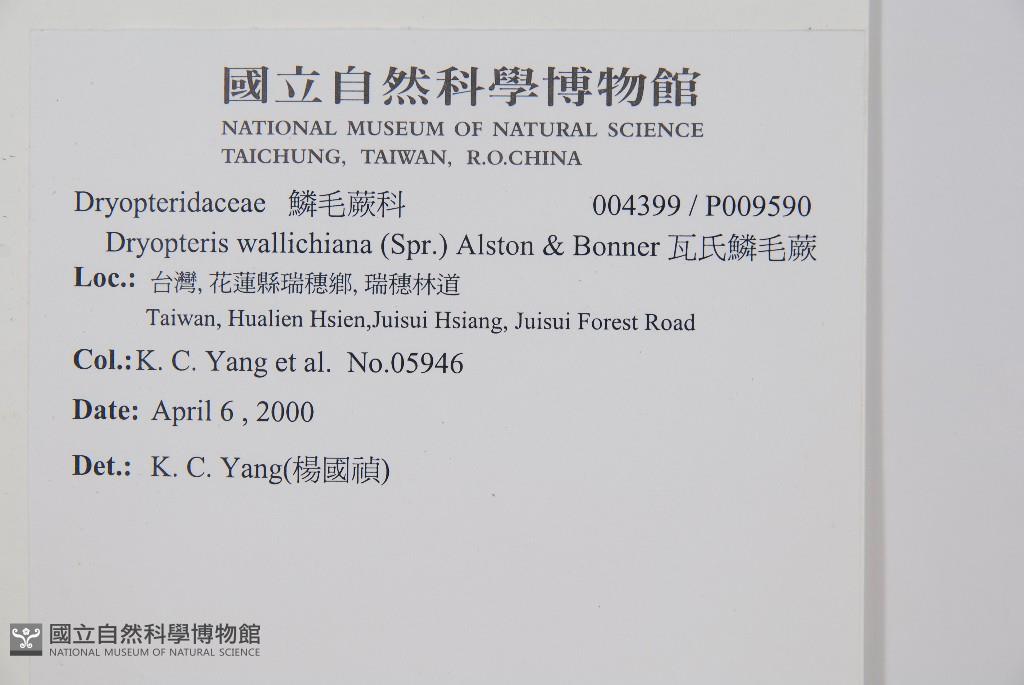 國立自然科學博物館
NATIONAL MUSEUM OF NATURAL SCIENCE
TAICHUNG, TAIWAN, R.O.CHINA
Dryopteridaceae 鱗毛蕨科 004399 / P009590
Dryopteris wallichiana (Spr.) Alston & Bonner 瓦氏鱗毛蕨
Loc.: 台灣, 花蓮縣瑞穗鄉, 瑞穗林道
Taiwan, Hualien Hsien,Juisui Hsiang, Juisui Forest Road
Col.: K. C. Yang et al. No.05946
Date: April 6 , 2000
Det.: K. C. Yang(楊國禎)
國立自然科學博物館
NATIONAL MUSEUM OF NATURAL SCIENCE